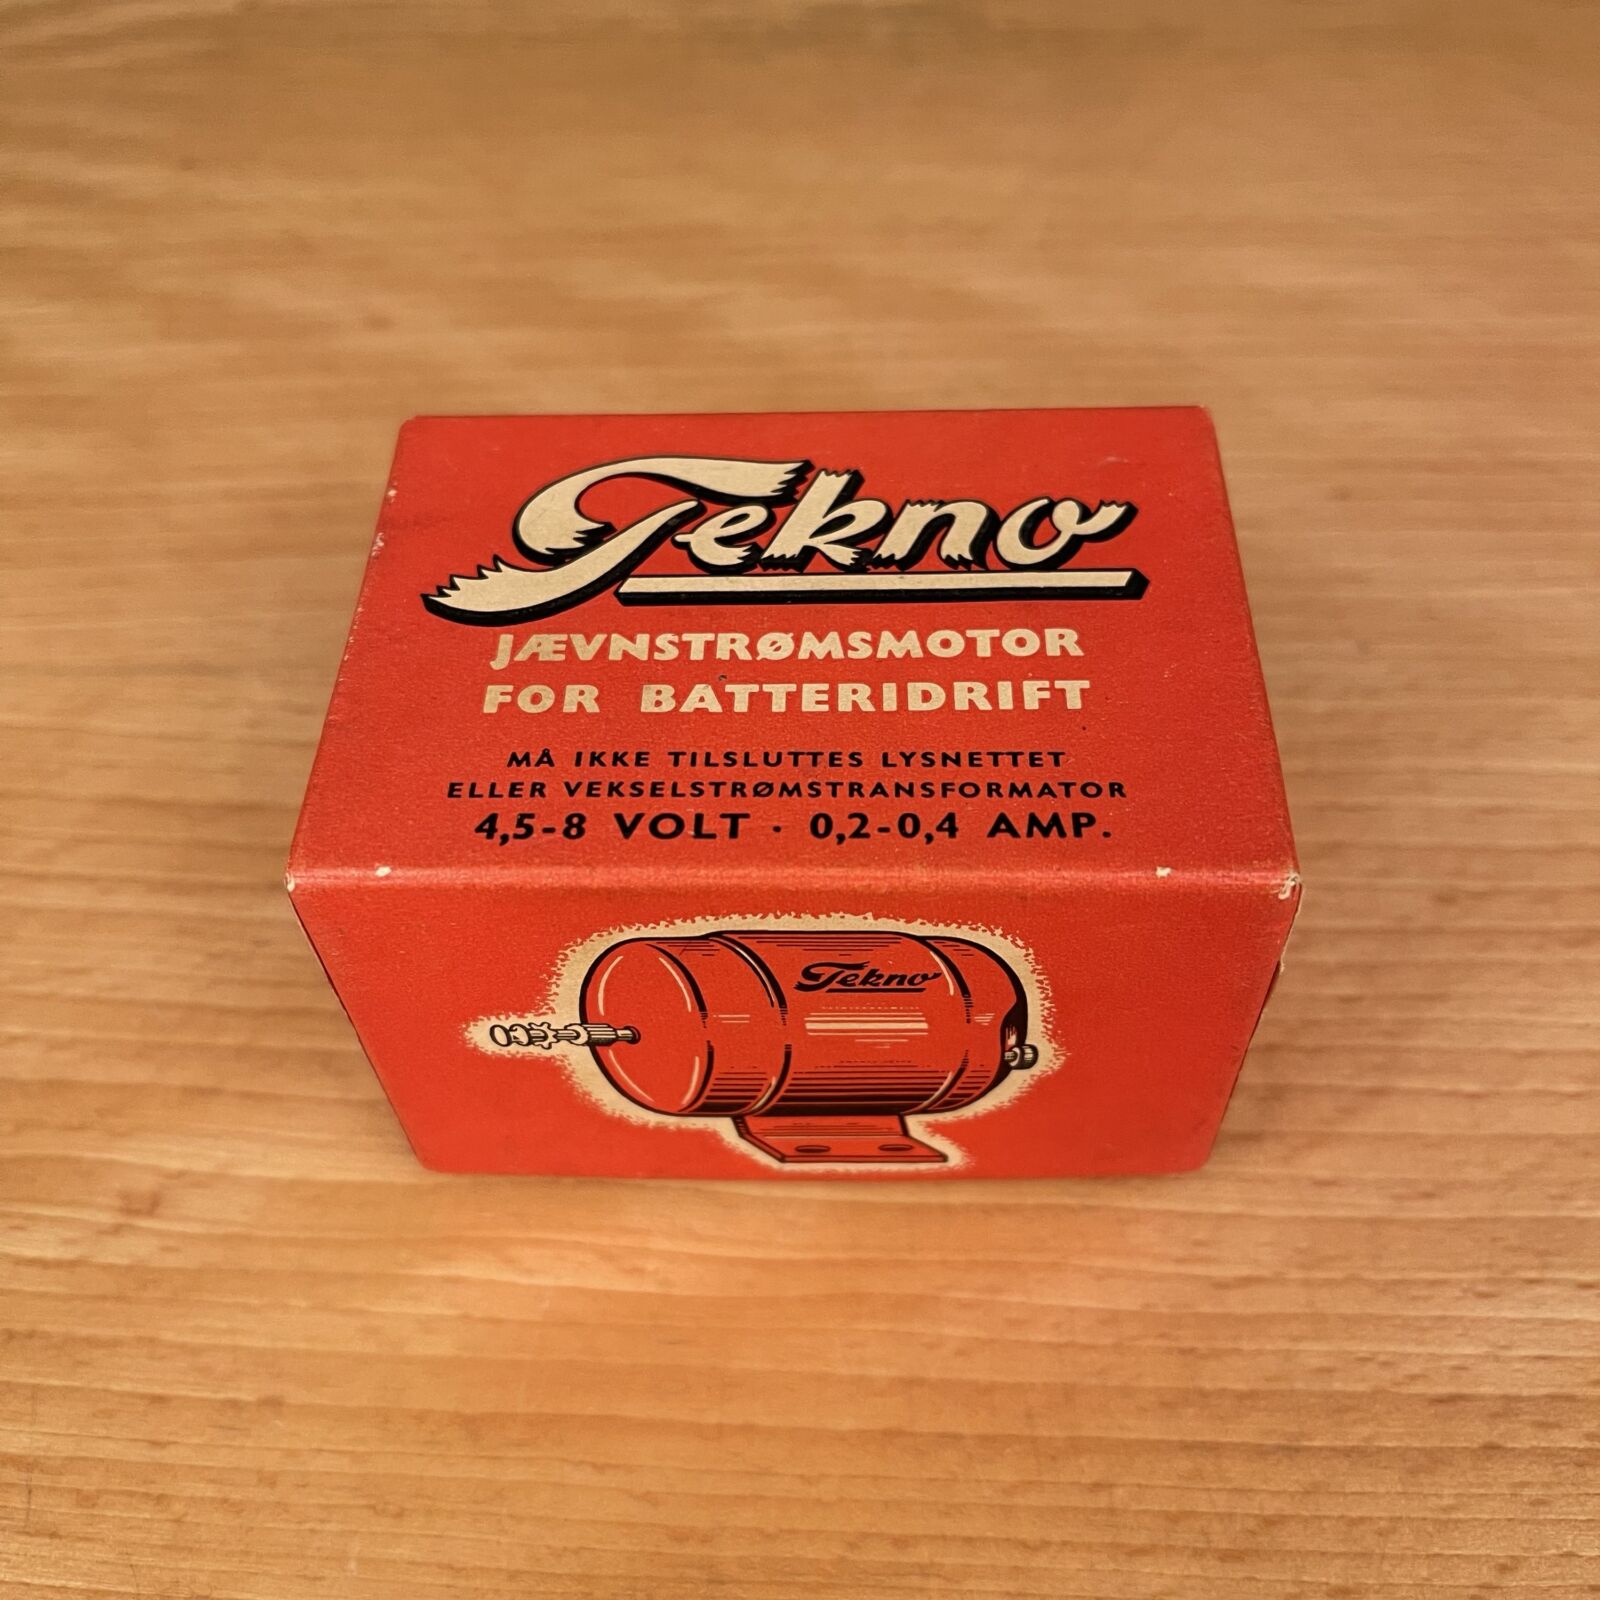 Tekno
JÆVNSTRØMSMOTOR
FOR BATTERIDRIFT
MÅ IKKE TILSLUTTES LYSNETTET
ELLER VEKSELSTRØMSTRANSFORMATOR
4,5-8 VOLT · 0,2-0,4 AMP.
Tekno